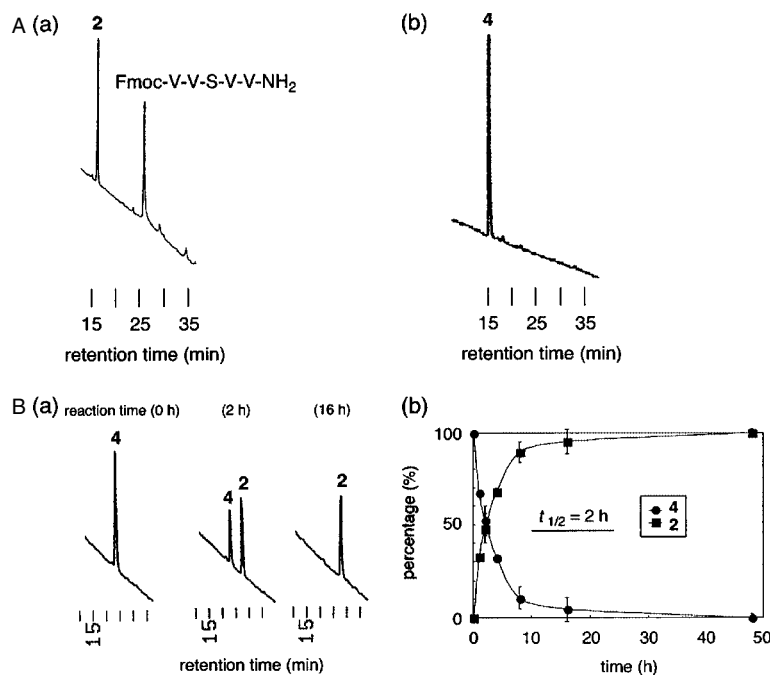 A (a)
2
Fmoc-V-V-S-V-V-NH2
15 25 35
retention time (min)
(b)
4
15 25 35
retention time (min)
B (a) reaction time (0 h) (2 h) (16 h)
4
4 2
2
15 15 15
retention time (min)
(b)
100
50
0
percentage (%)
t 1/2 = 2 h
4
2
0 10 20 30 40 50
time (h)